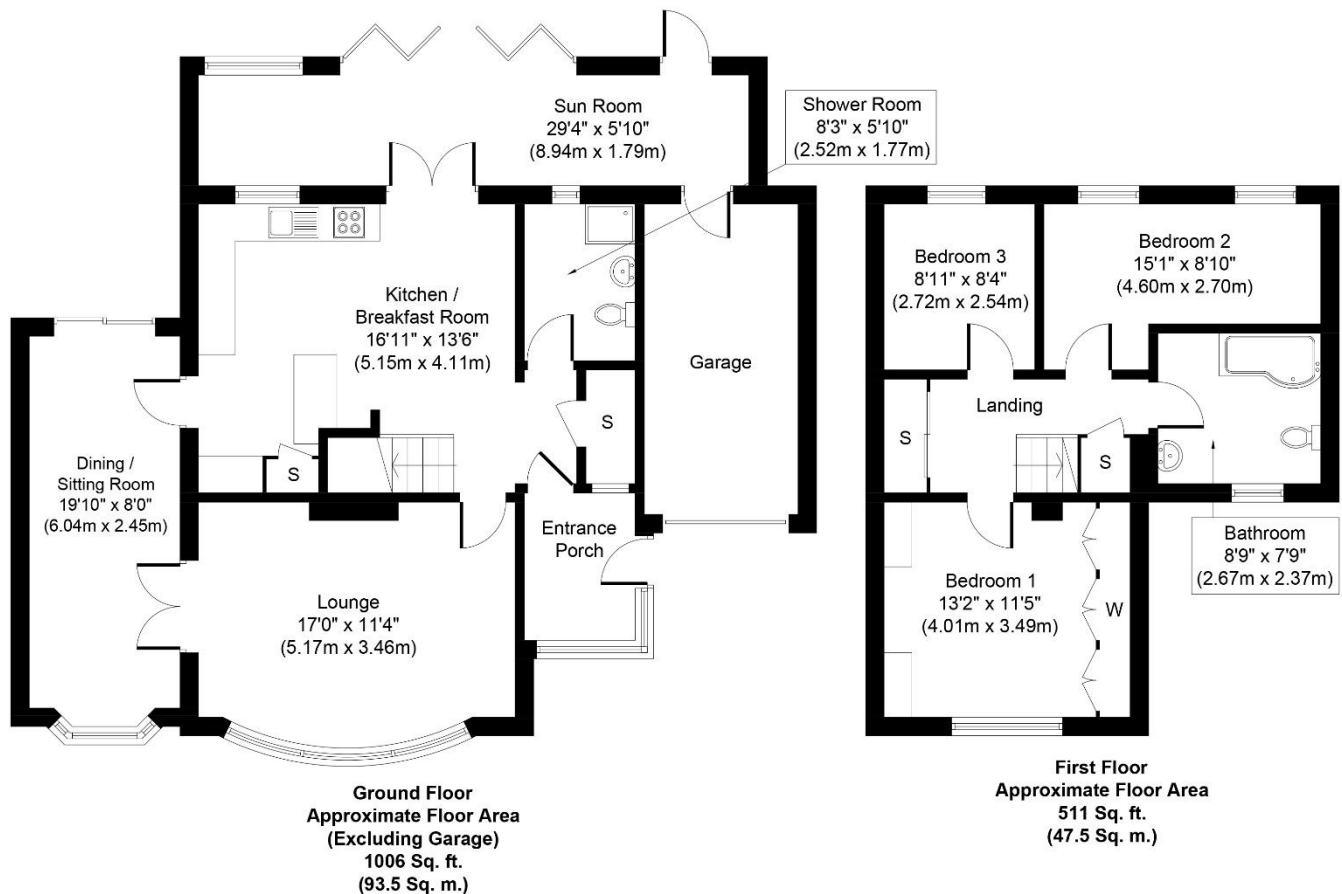 Sun Room
29'4" x 5'10"
(8.94m x 1.79m)
Shower Room
8'3" x 5'10"
(2.52m x 1.77m)
Kitchen /
Breakfast Room
16'11" x 13'6"
(5.15m x 4.11m)
Garage
S
S
Dining /
Sitting Room
19'10" x 8'0"
(6.04m x 2.45m)
Entrance
Porch
Lounge
17'0" x 11'4"
(5.17m x 3.46m)
Ground Floor
Approximate Floor Area
(Excluding Garage)
1006 Sq. ft.
(93.5 Sq. m.)
Bedroom 3
8'11" x 8'4"
(2.72m x 2.54m)
Bedroom 2
15'1" x 8'10"
(4.60m x 2.70m)
Landing
S
S
Bathroom
8'9" x 7'9"
(2.67m x 2.37m)
Bedroom 1
13'2" x 11'5"
(4.01m x 3.49m)
W
First Floor
Approximate Floor Area
511 Sq. ft.
(47.5 Sq. m.)